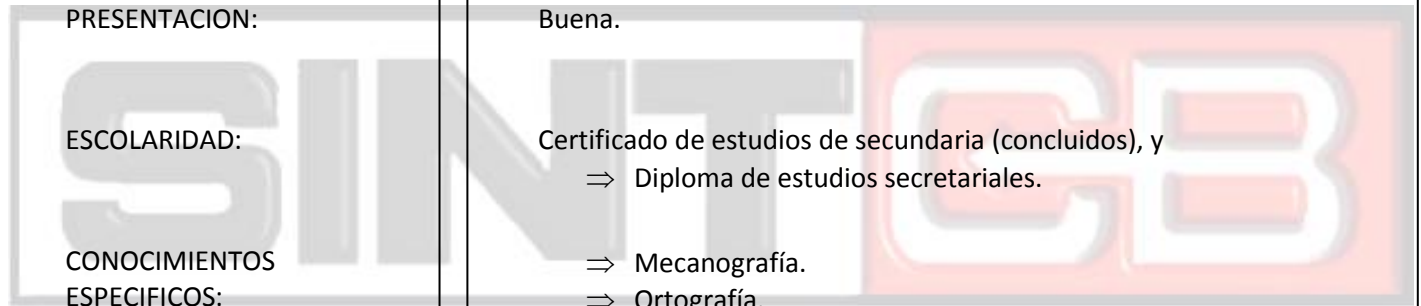 PRESENTACION: Buena.
SINTCB
ESCOLARIDAD: Certificado de estudios de secundaria (concluidos), y
⇒ Diploma de estudios secretariales.
CONOCIMIENTOS ⇒ Mecanografía.
ESPECIFICOS: ⇒ Ortografía.